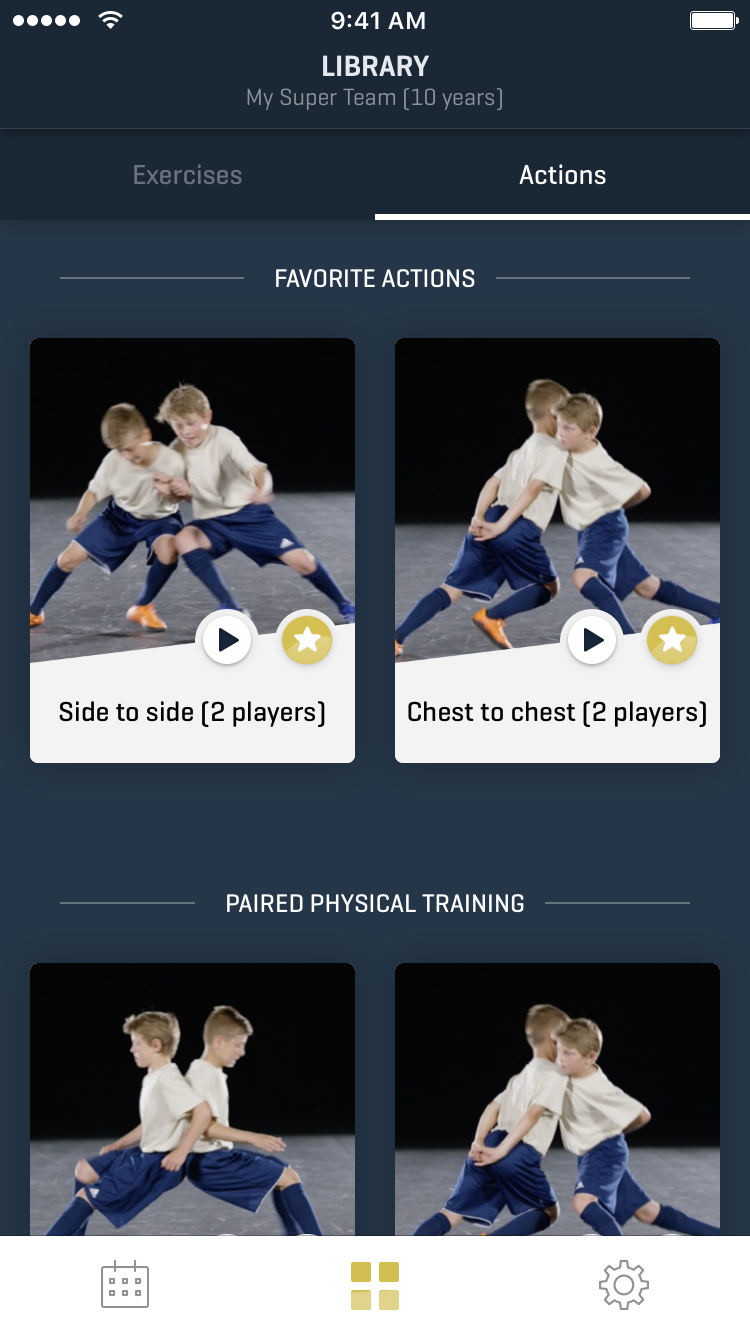 9:41 AM
LIBRARY
My Super Team (10 years)
Exercises
Actions
FAVORITE ACTIONS
Side to side (2 players)
Chest to chest (2 players)
PAIRED PHYSICAL TRAINING